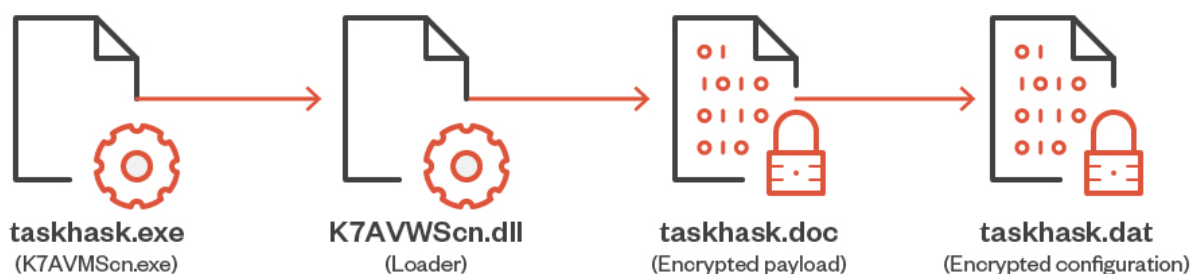 taskhask.exe
(K7AVMScn.exe)
K7AVWScn.dll
(Loader)
taskhask.doc
(Encrypted payload)
taskhask.dat
(Encrypted configuration)